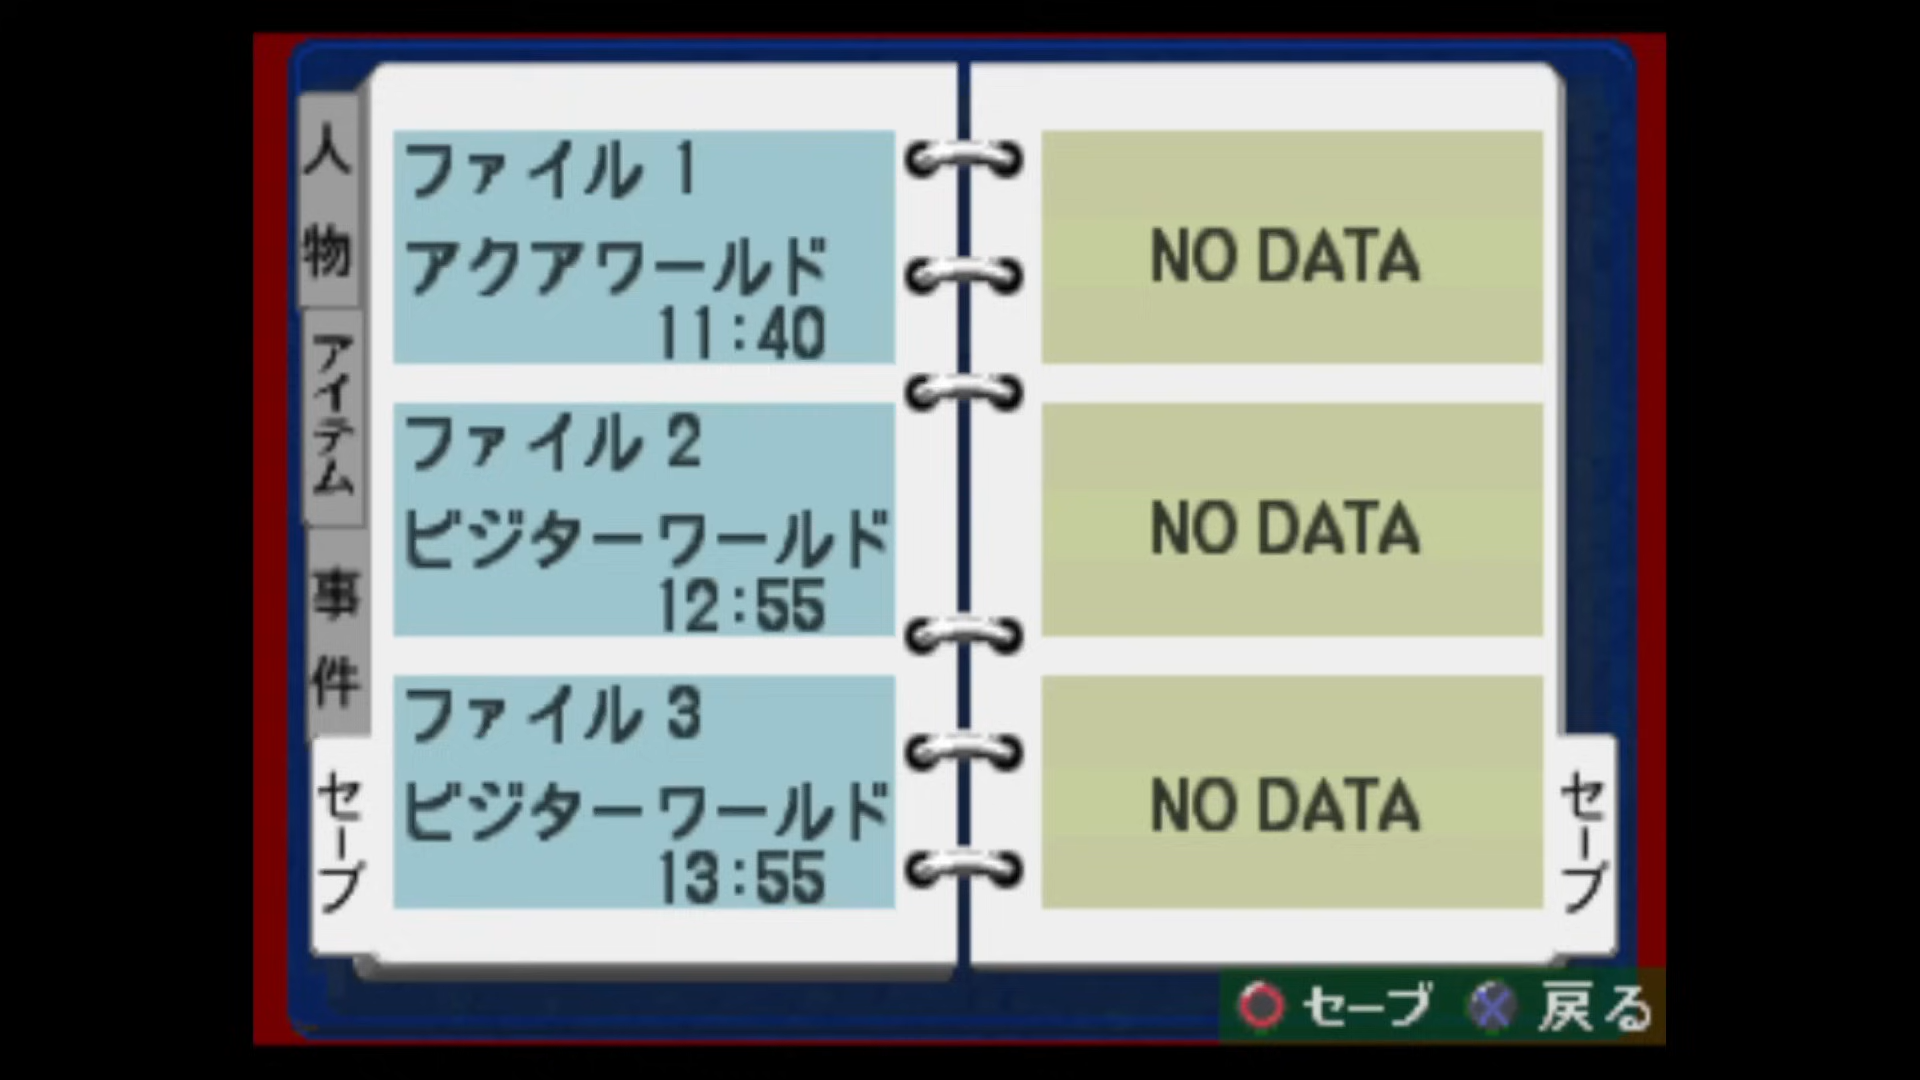 人物
アイテム
事件
セーブ
ファイル 1
アクアワールド
11:40
ファイル 2
ビジターワールド
12:55
ファイル 3
ビジターワールド
13:55
NO DATA
NO DATA
NO DATA
セーブ
セーブ 戻る